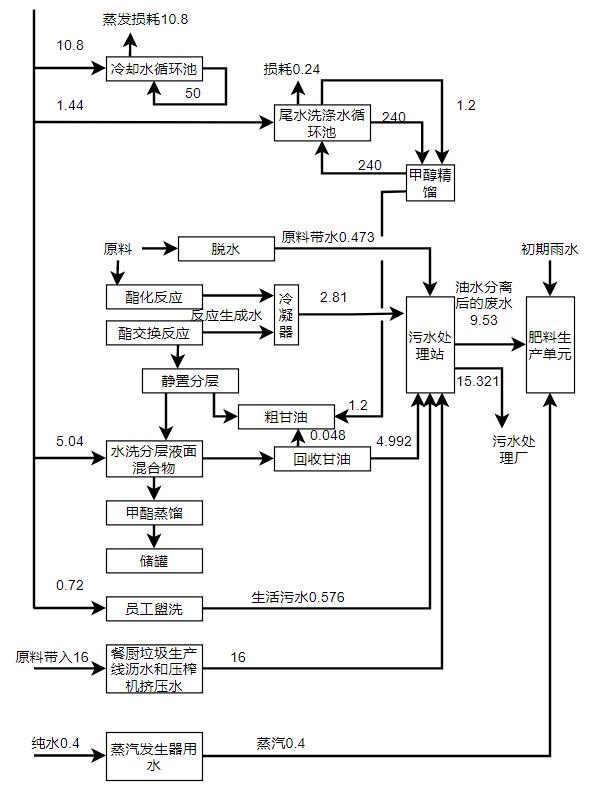 蒸发损耗10.8
10.8
冷却水循环池
50
损耗0.24
1.44
尾水洗涤水循
环池
240
1.2
240
甲醇精
馏
原料
脱水
原料带水0.473
初期雨水
酯化反应
反应生成水
酯交换反应
冷
凝
器
2.81
油水分离
后的废水
9.53
污水处
理站
肥料生
产单元
静置分层
15.321
粗甘油
1.2
污水处
理厂
5.04
水洗分层液面
混合物
0.048
回收甘油
4.992
甲酯蒸馏
储罐
0.72
员工盥洗
生活污水0.576
原料带入16
餐厨垃圾生产
线沥水和压榨
机挤压水
16
纯水0.4
蒸汽发生器用
水
蒸汽0.4